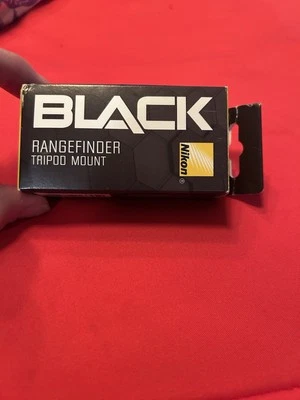 BLACK
RANGEFINDER
TRIPOD MOUNT
Nikon